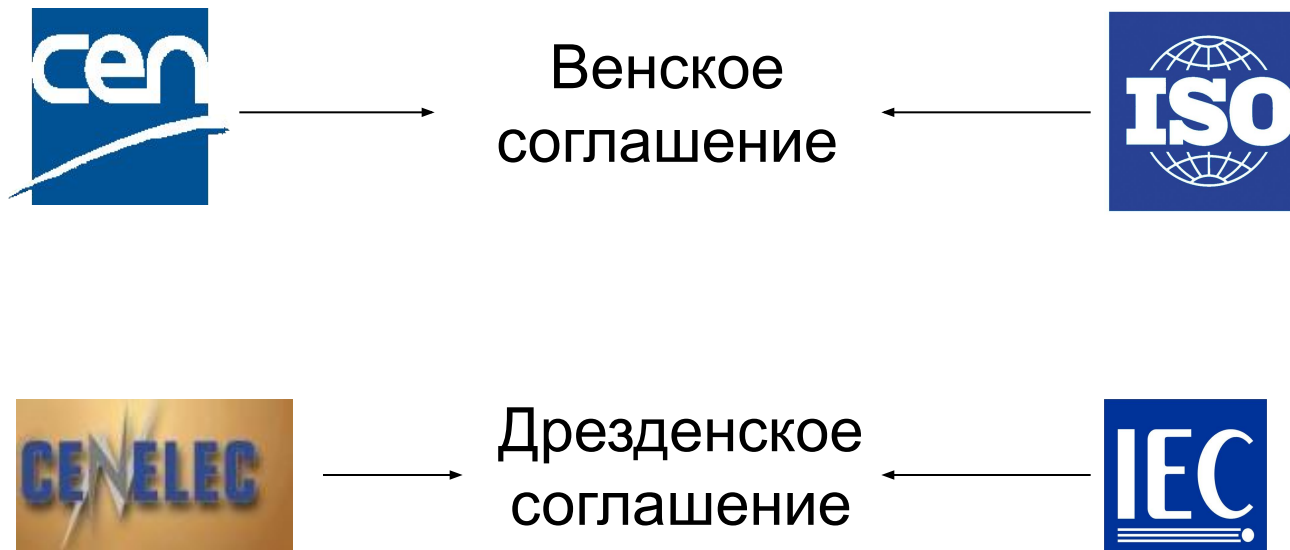 cen
Венское
соглашение
ISO
CENELEC
Дрезденское
соглашение
IEC